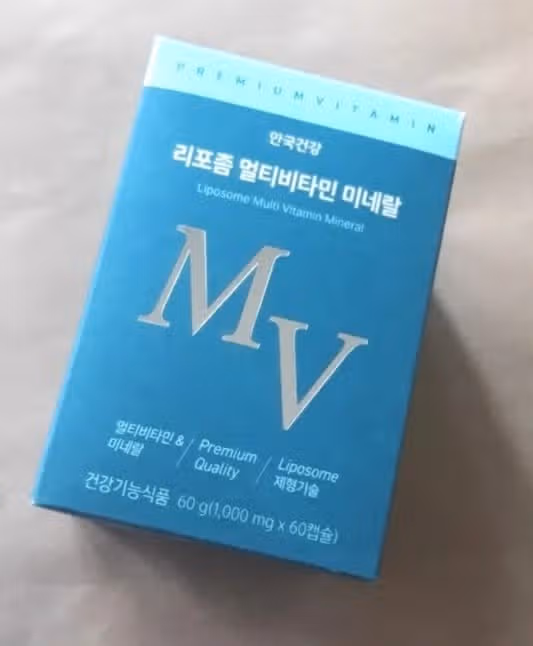 PREMIUMVITAMIN
안국건강
리포좀 멀티비타민 미네랄
Liposome Multi Vitamin Mineral
MV
멀티비타민 &
미네랄
Premium
Quality
Liposome
제형기술
건강기능식품 60 g(1,000 mg x 60캡슐)